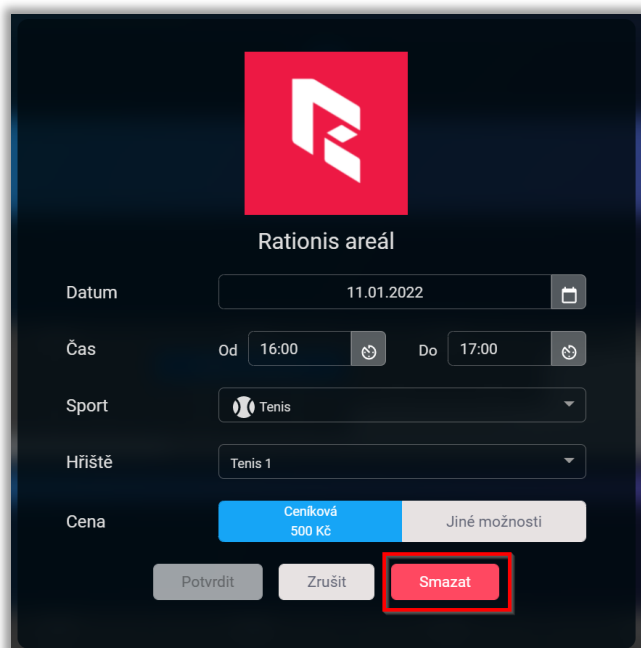 Rationis areál
Datum 11.01.2022
Čas Od 16:00 Do 17:00
Sport Tenis
Hřiště Tenis 1
Cena Ceníková
500 Kč Jiné možnosti
Potvrdit Zrušit Smazat